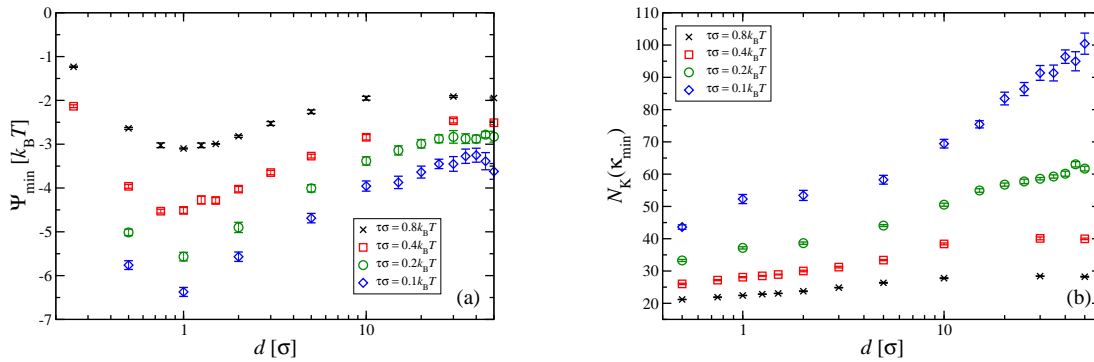 0
-1
-2
-3
-4
-5
-6
-7
Ψmin [kBT]
1
10
d [σ]
τσ = 0.8kBT
τσ = 0.4kBT
τσ = 0.2kBT
τσ = 0.1kBT
(a)
100
90
80
70
60
50
40
30
20
NK(κmin)
1
10
d [σ]
τσ = 0.8kBT
τσ = 0.4kBT
τσ = 0.2kBT
τσ = 0.1kBT
(b)